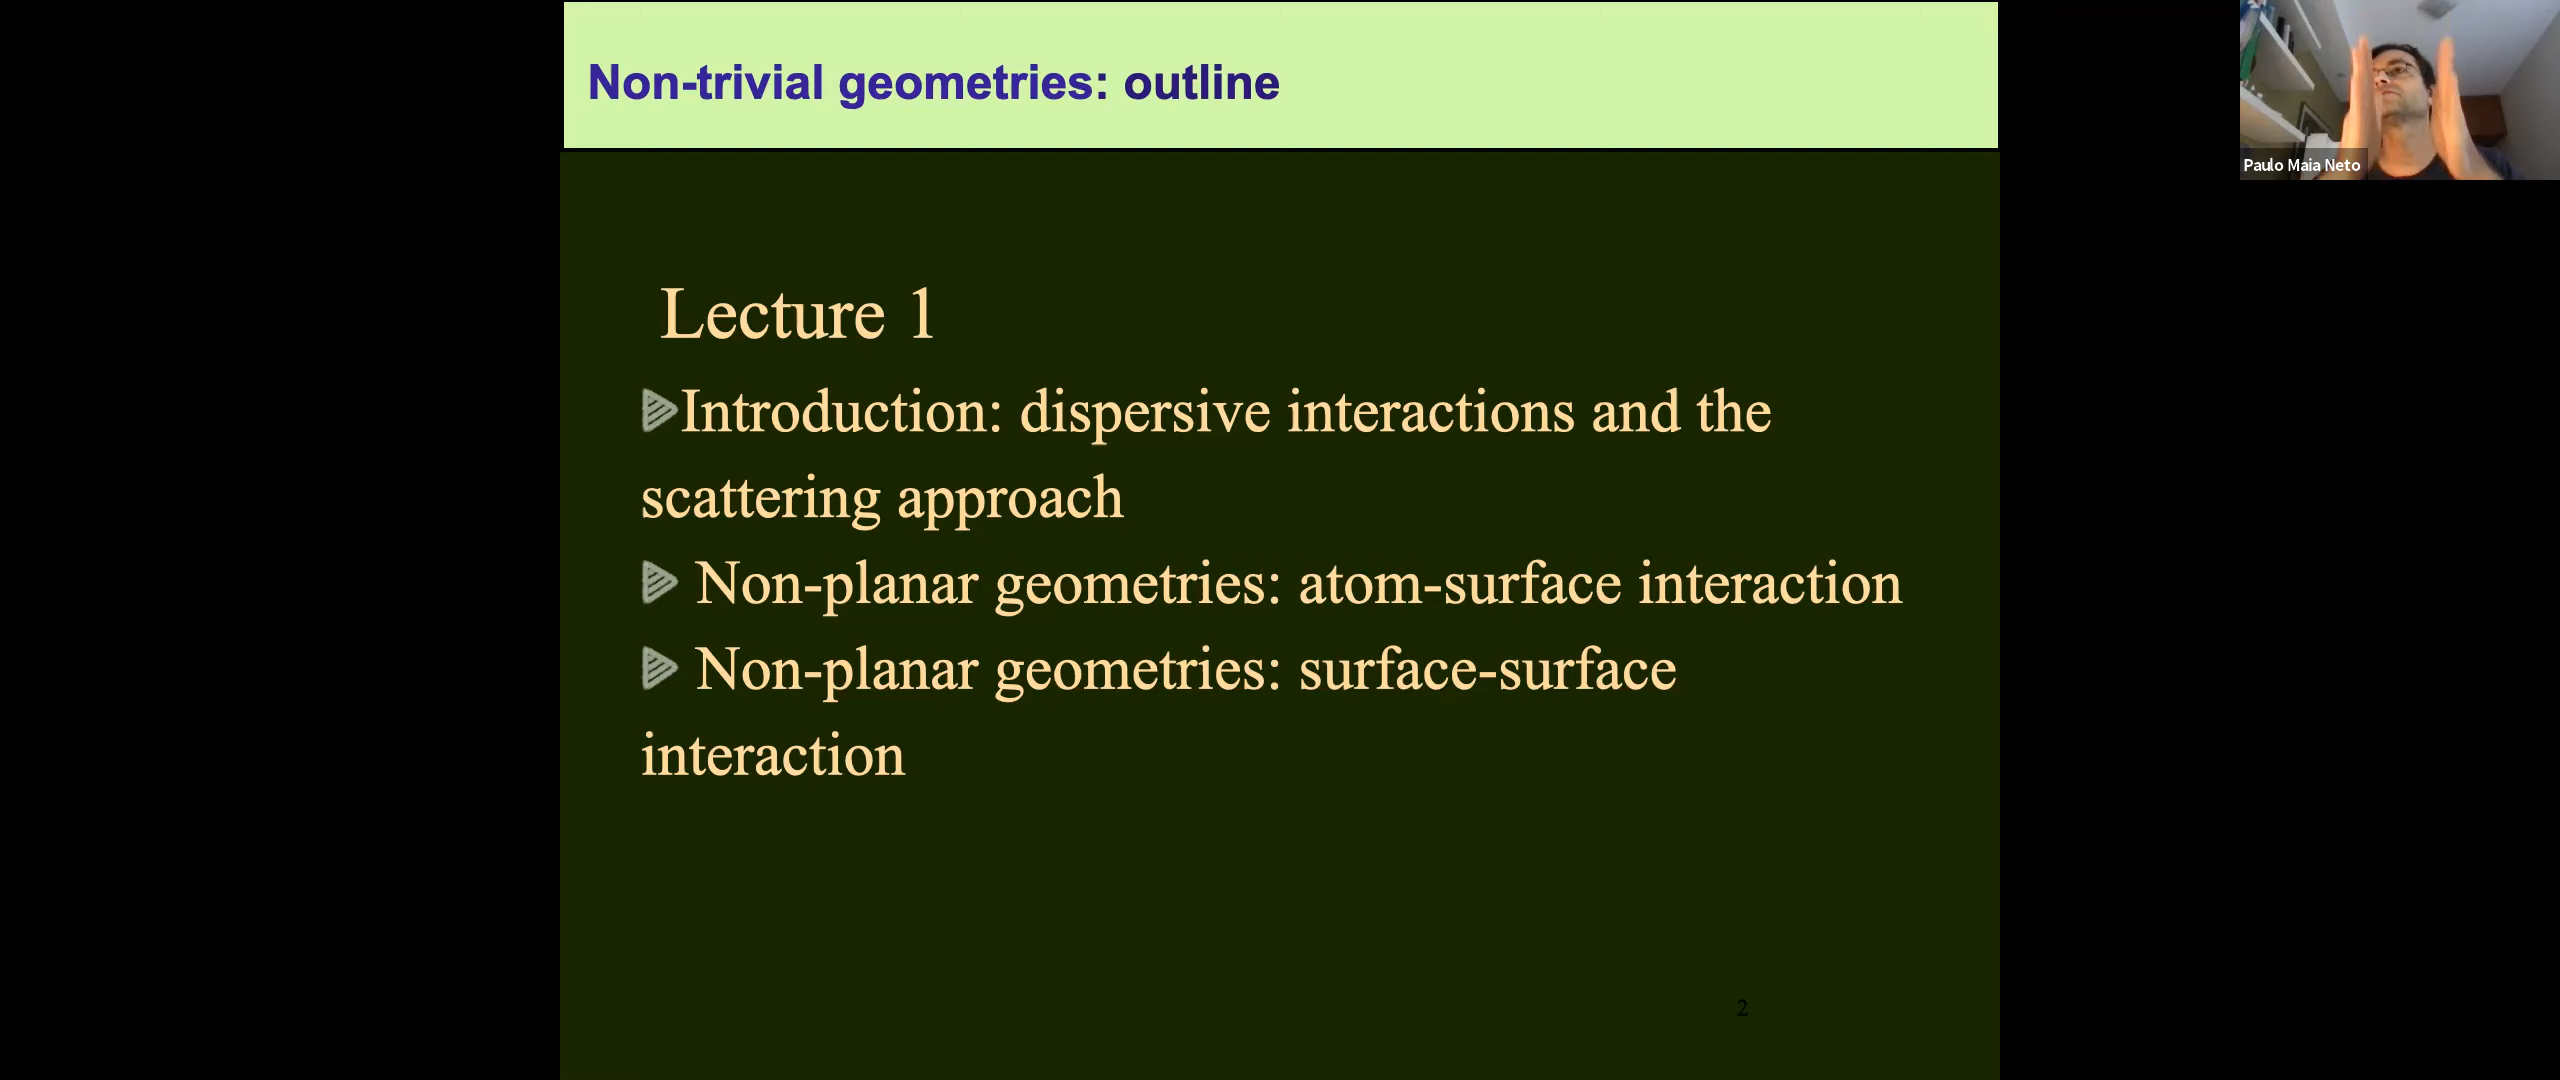 Non-trivial geometries: outline
Paulo Maia Neto
Lecture 1
Introduction: dispersive interactions and the
scattering approach
Non-planar geometries: atom-surface interaction
Non-planar geometries: surface-surface
interaction
2